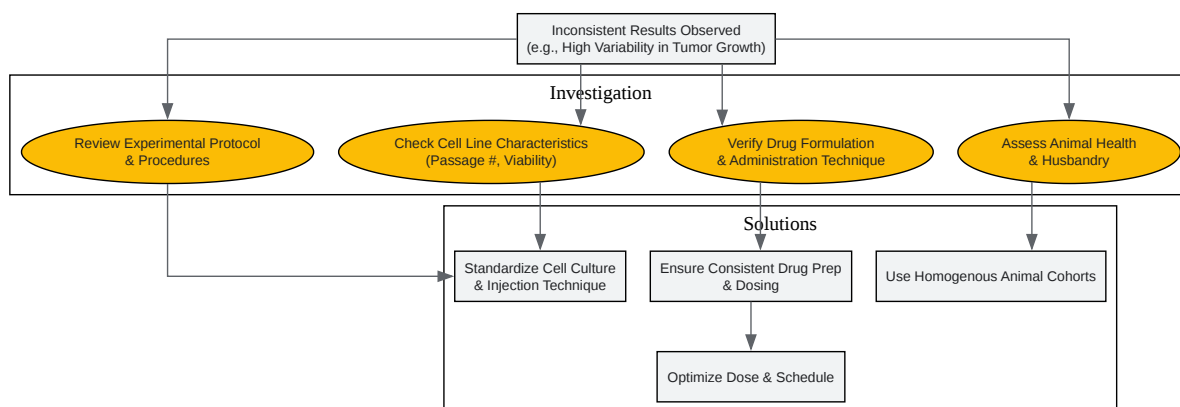 Inconsistent Results Observed
(e.g., High Variability in Tumor Growth)
Investigation
Review Experimental Protocol
& Procedures
Check Cell Line Characteristics
(Passage #, Viability)
Verify Drug Formulation
& Administration Technique
Assess Animal Health
& Husbandry
Solutions
Standardize Cell Culture
& Injection Technique
Ensure Consistent Drug Prep
& Dosing
Use Homogenous Animal Cohorts
Optimize Dose & Schedule